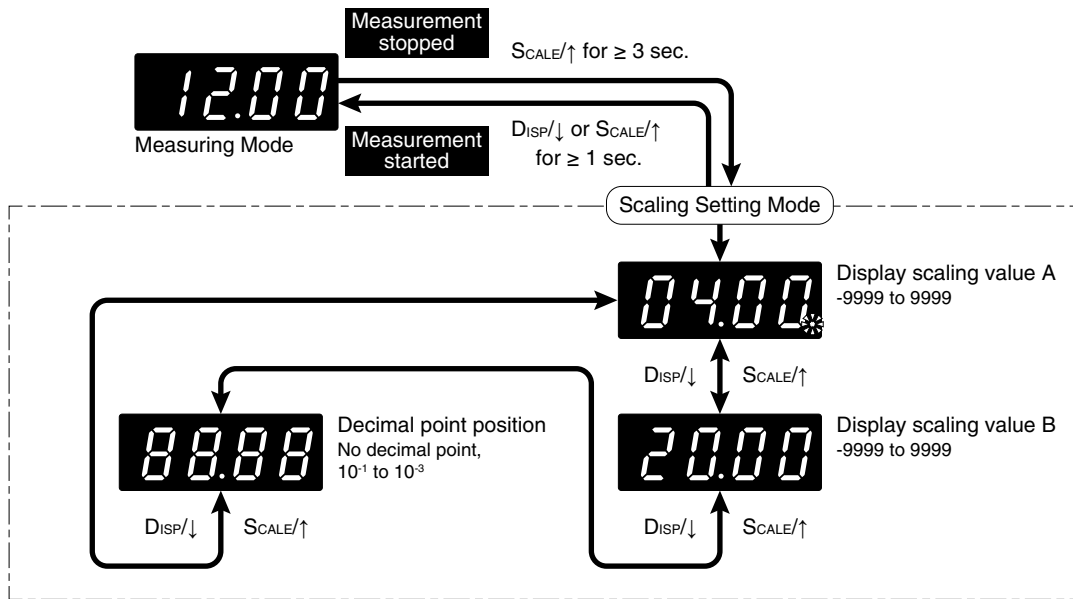 Measurement
stopped
SCALE/↑ for ≥ 3 sec.
12.00
Measuring Mode
Measurement
started
DISP/↓ or SCALE/↑
for ≥ 1 sec.
Scaling Setting Mode
04.00
Display scaling value A
-9999 to 9999
DISP/↓ SCALE/↑
88.88
Decimal point position
No decimal point,
10⁻¹ to 10⁻³
20.00
Display scaling value B
-9999 to 9999
DISP/↓ SCALE/↑
DISP/↓ SCALE/↑